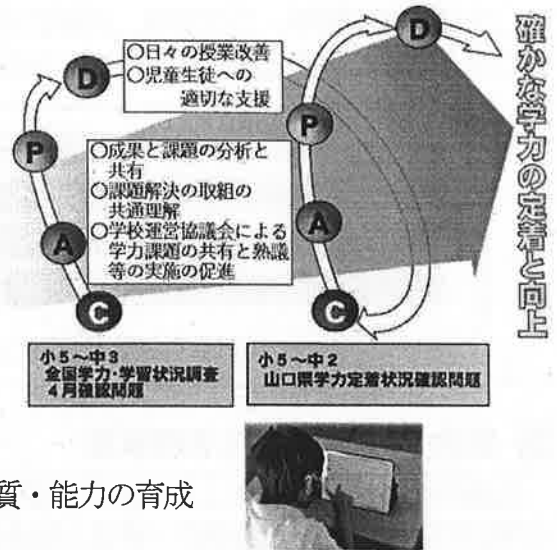 D
D
○日々の授業改善
○児童生徒への
適切な支援
P
P
○成果と課題の分析と
共有
○課題解決の取組の
共通理解
○学校運営協議会による
学力課題の共有と熟議
等の実施の促進
A
A
C
C
確かな学力の定着と向上
小5~中3
全国学力・学習状況調査
4月確認問題
小5~中2
山口県学力定着状況確認問題
質・能力の育成